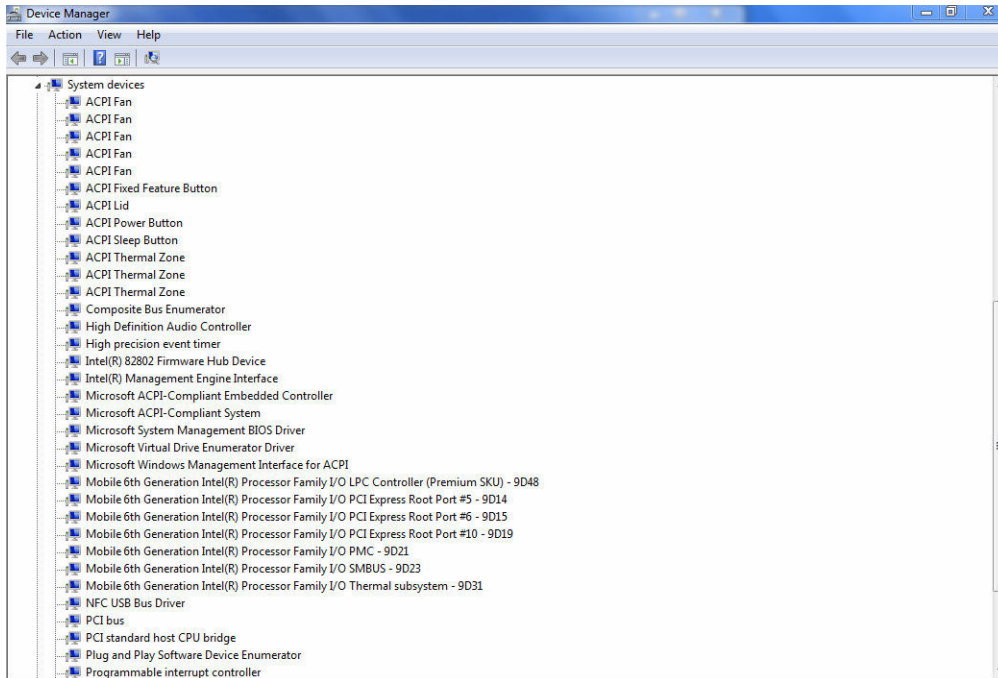 Device Manager
File Action View Help
System devices
ACPI Fan
ACPI Fan
ACPI Fan
ACPI Fan
ACPI Fan
ACPI Fixed Feature Button
ACPI Lid
ACPI Power Button
ACPI Sleep Button
ACPI Thermal Zone
ACPI Thermal Zone
ACPI Thermal Zone
Composite Bus Enumerator
High Definition Audio Controller
High precision event timer
Intel(R) 82802 Firmware Hub Device
Intel(R) Management Engine Interface
Microsoft ACPI-Compliant Embedded Controller
Microsoft ACPI-Compliant System
Microsoft System Management BIOS Driver
Microsoft Virtual Drive Enumerator Driver
Microsoft Windows Management Interface for ACPI
Mobile 6th Generation Intel(R) Processor Family I/O LPC Controller (Premium SKU) - 9D48
Mobile 6th Generation Intel(R) Processor Family I/O PCI Express Root Port #5 - 9D14
Mobile 6th Generation Intel(R) Processor Family I/O PCI Express Root Port #6 - 9D15
Mobile 6th Generation Intel(R) Processor Family I/O PCI Express Root Port #10 - 9D19
Mobile 6th Generation Intel(R) Processor Family I/O PMC - 9D21
Mobile 6th Generation Intel(R) Processor Family I/O SMBUS - 9D23
Mobile 6th Generation Intel(R) Processor Family I/O Thermal subsystem - 9D31
NFC USB Bus Driver
PCI bus
PCI standard host CPU bridge
Plug and Play Software Device Enumerator
Programmable interrupt controller